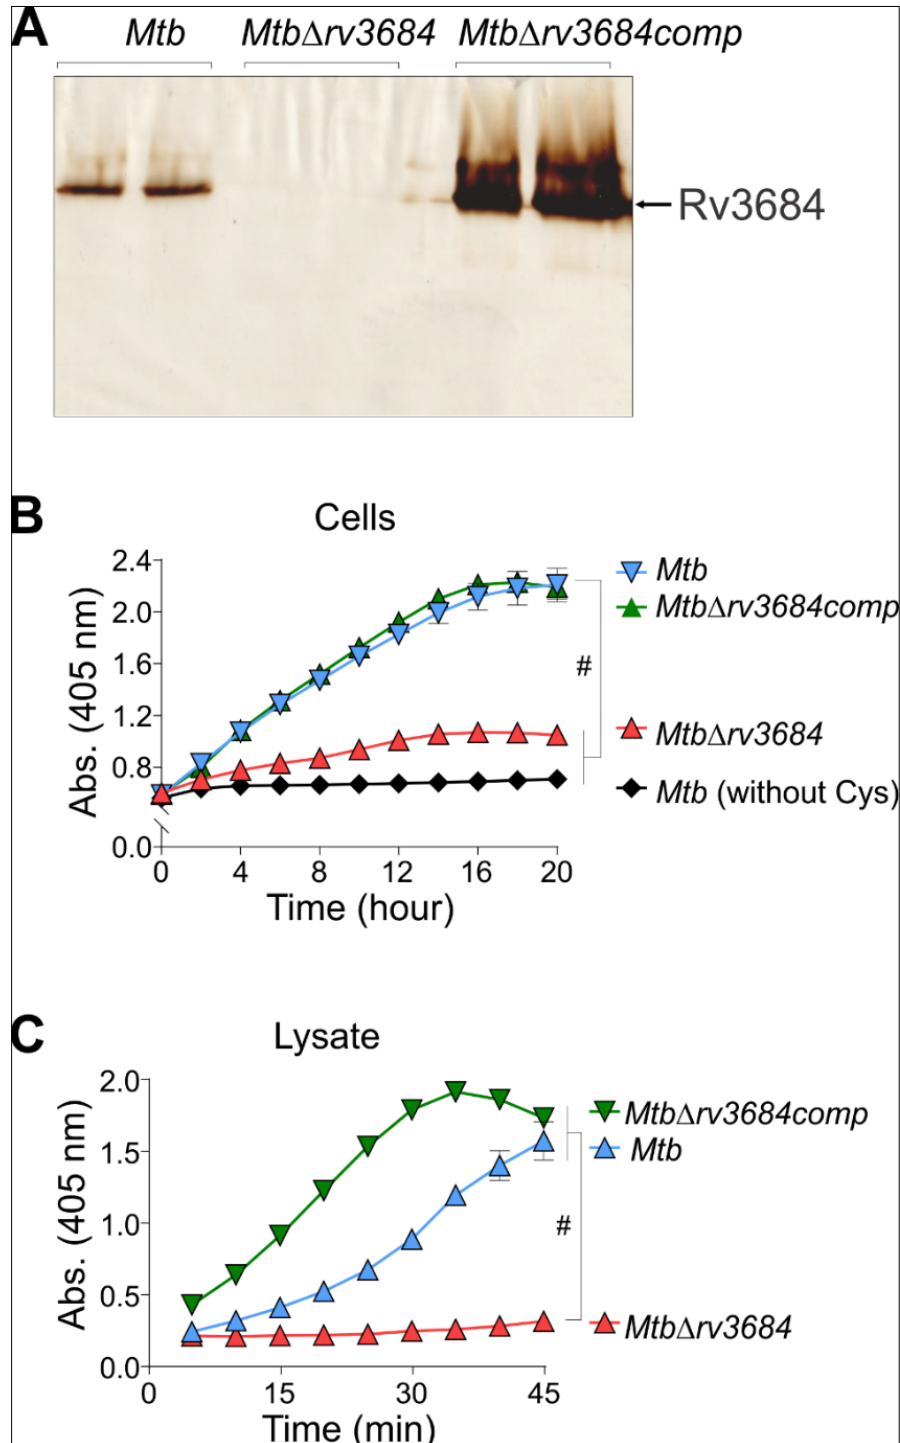 A
Mtb MtbΔrv3684 MtbΔrv3684comp
Rv3684
B
Cells
Abs. (405 nm)
2.4
2.0
1.6
1.2
0.8
0.0
0 4 8 12 16 20
Time (hour)
Mtb
MtbΔrv3684comp
#
MtbΔrv3684
Mtb (without Cys)
C
Lysate
Abs. (405 nm)
2.0
1.5
1.0
0.5
0.0
0 15 30 45
Time (min)
MtbΔrv3684comp
Mtb
#
MtbΔrv3684